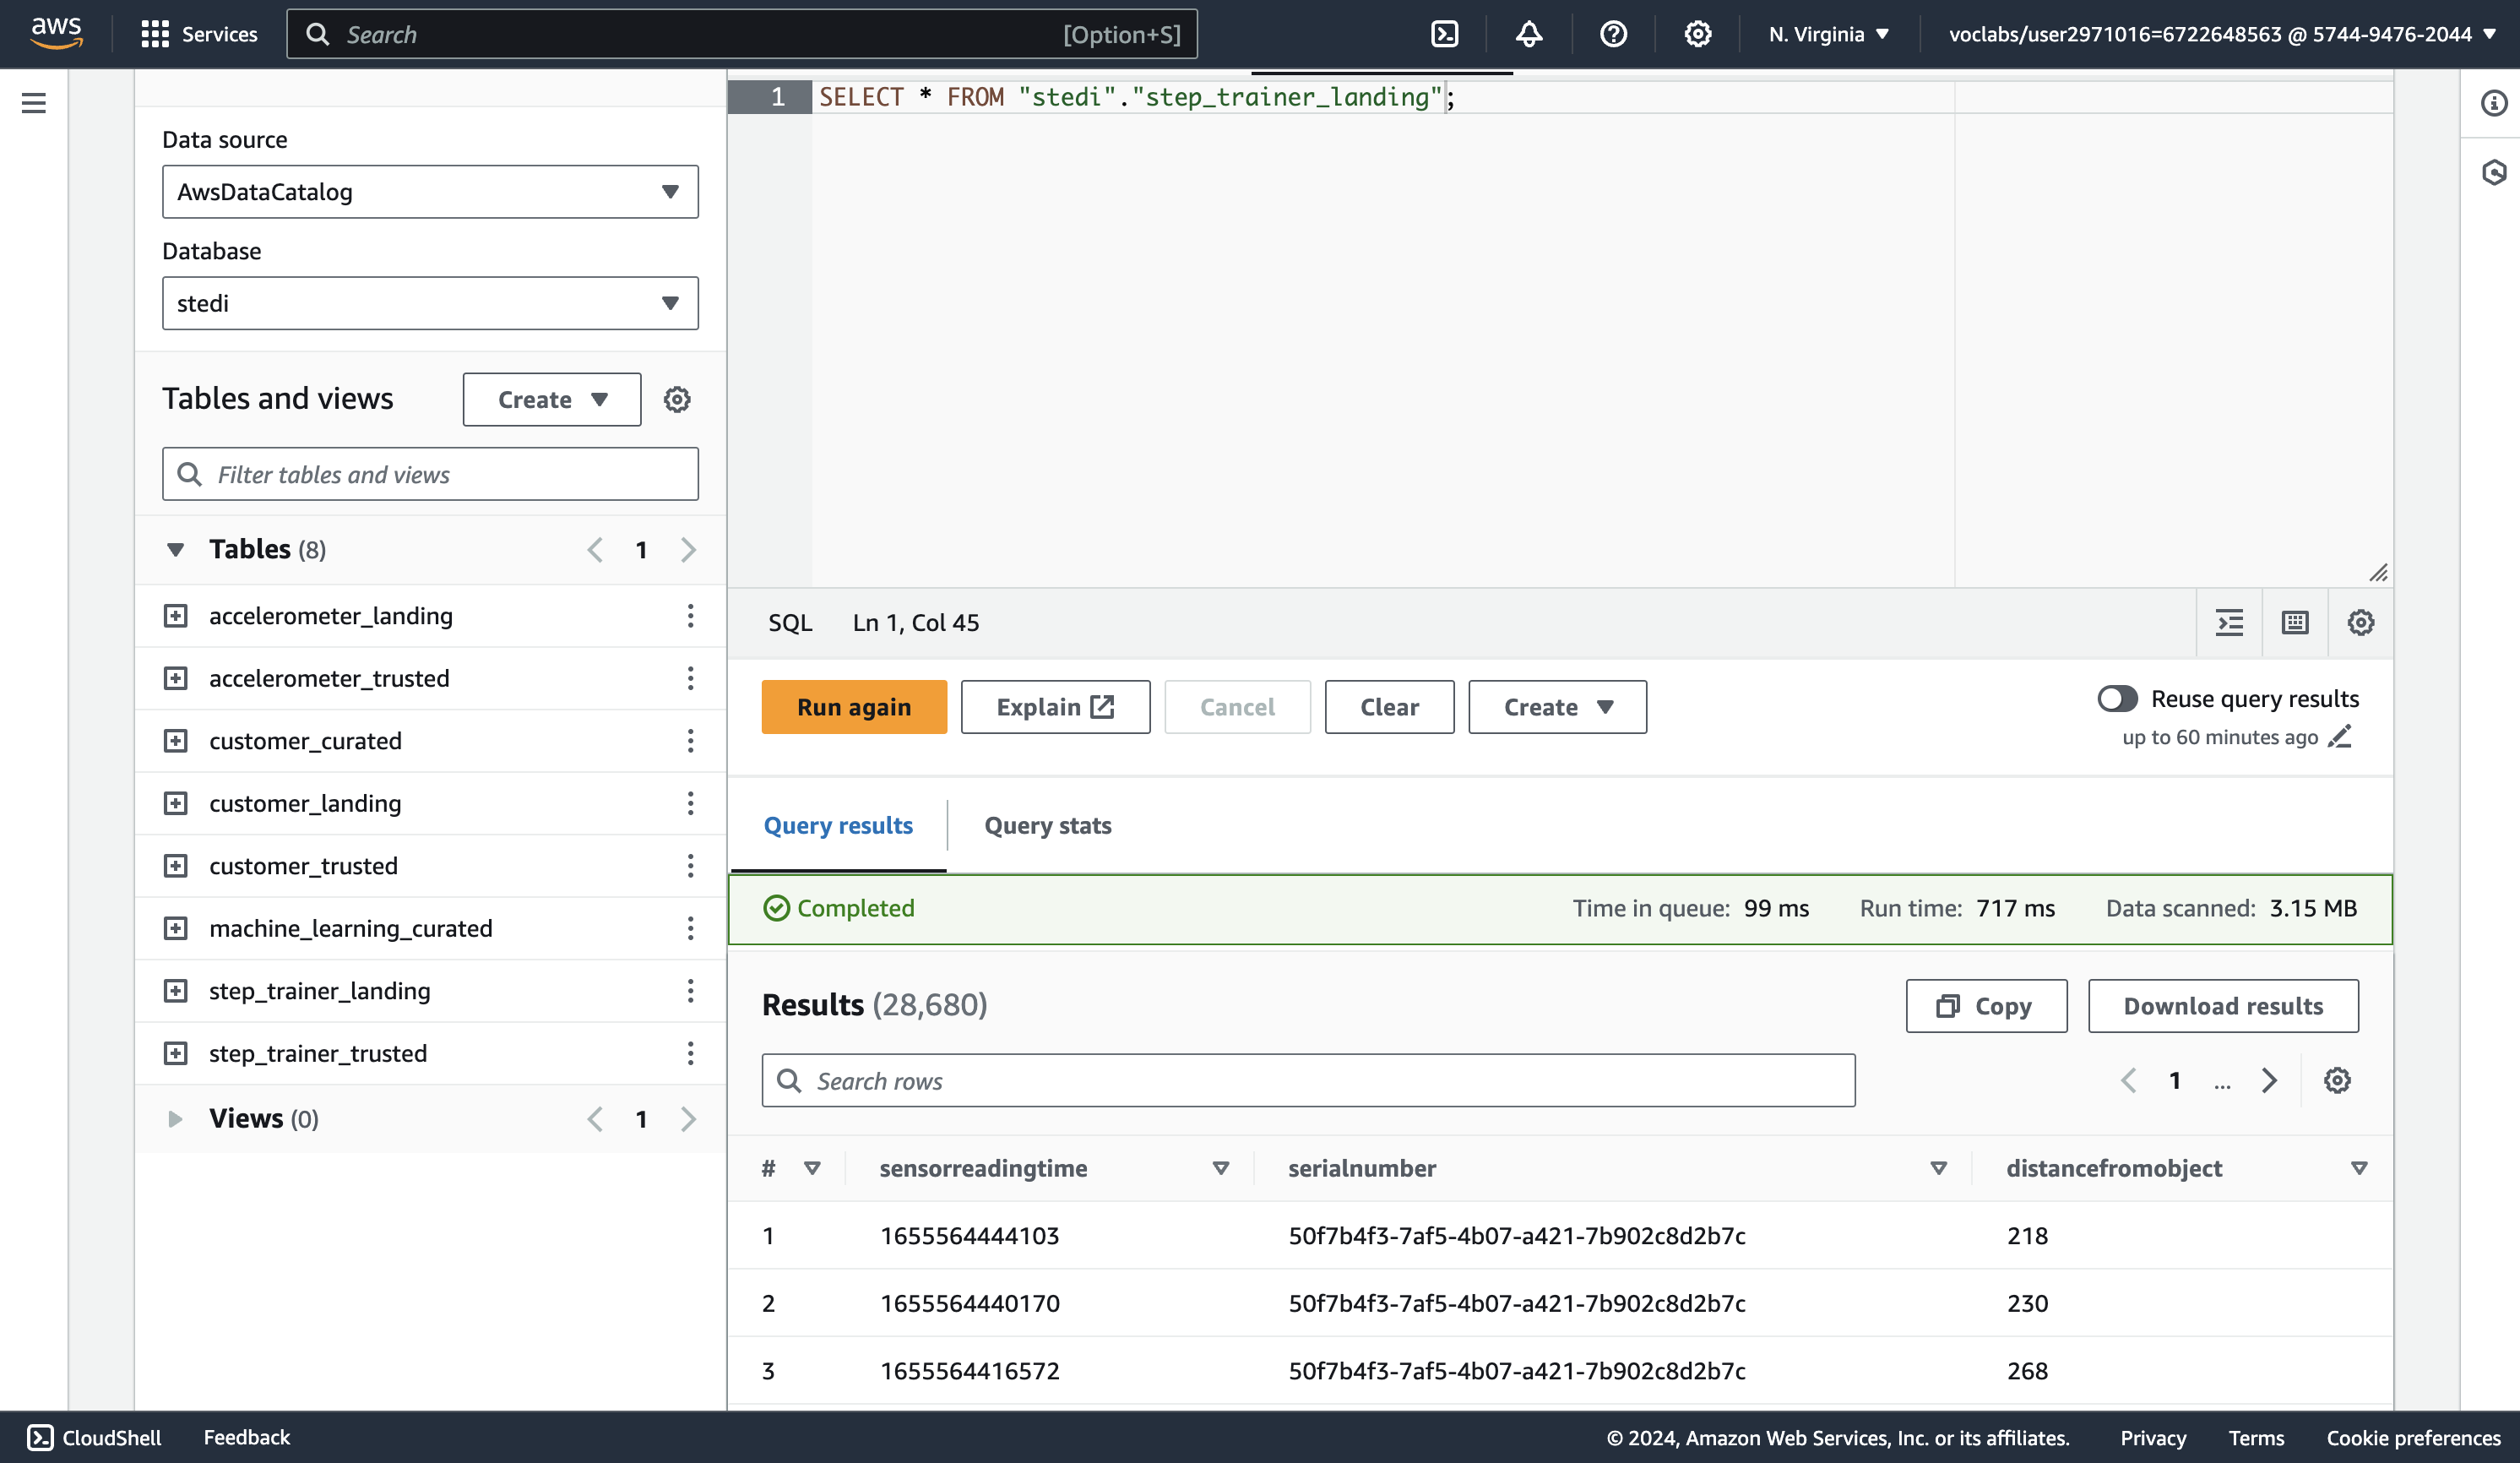 aws Services Search [Option+S] N. Virginia voclabs/user2971016=6722648563 @ 5744-9476-2044
Data source
AwsDataCatalog
Database
stedi
Tables and views Create
Filter tables and views
Tables (8) 1
accelerometer_landing
accelerometer_trusted
customer_curated
customer_landing
customer_trusted
machine_learning_curated
step_trainer_landing
step_trainer_trusted
Views (0) 1
1 SELECT * FROM "stedi"."step_trainer_landing";
SQL Ln 1, Col 45
Run again Explain Cancel Clear Create Reuse query results
up to 60 minutes ago
Query results Query stats
Completed Time in queue: 99 ms Run time: 717 ms Data scanned: 3.15 MB
Results (28,680) Copy Download results
Search rows 1 ...
# sensorreadingtime serialnumber distancefromobject
1 1655564444103 50f7b4f3-7af5-4b07-a421-7b902c8d2b7c 218
2 1655564440170 50f7b4f3-7af5-4b07-a421-7b902c8d2b7c 230
3 1655564416572 50f7b4f3-7af5-4b07-a421-7b902c8d2b7c 268
CloudShell Feedback © 2024, Amazon Web Services, Inc. or its affiliates. Privacy Terms Cookie preferences